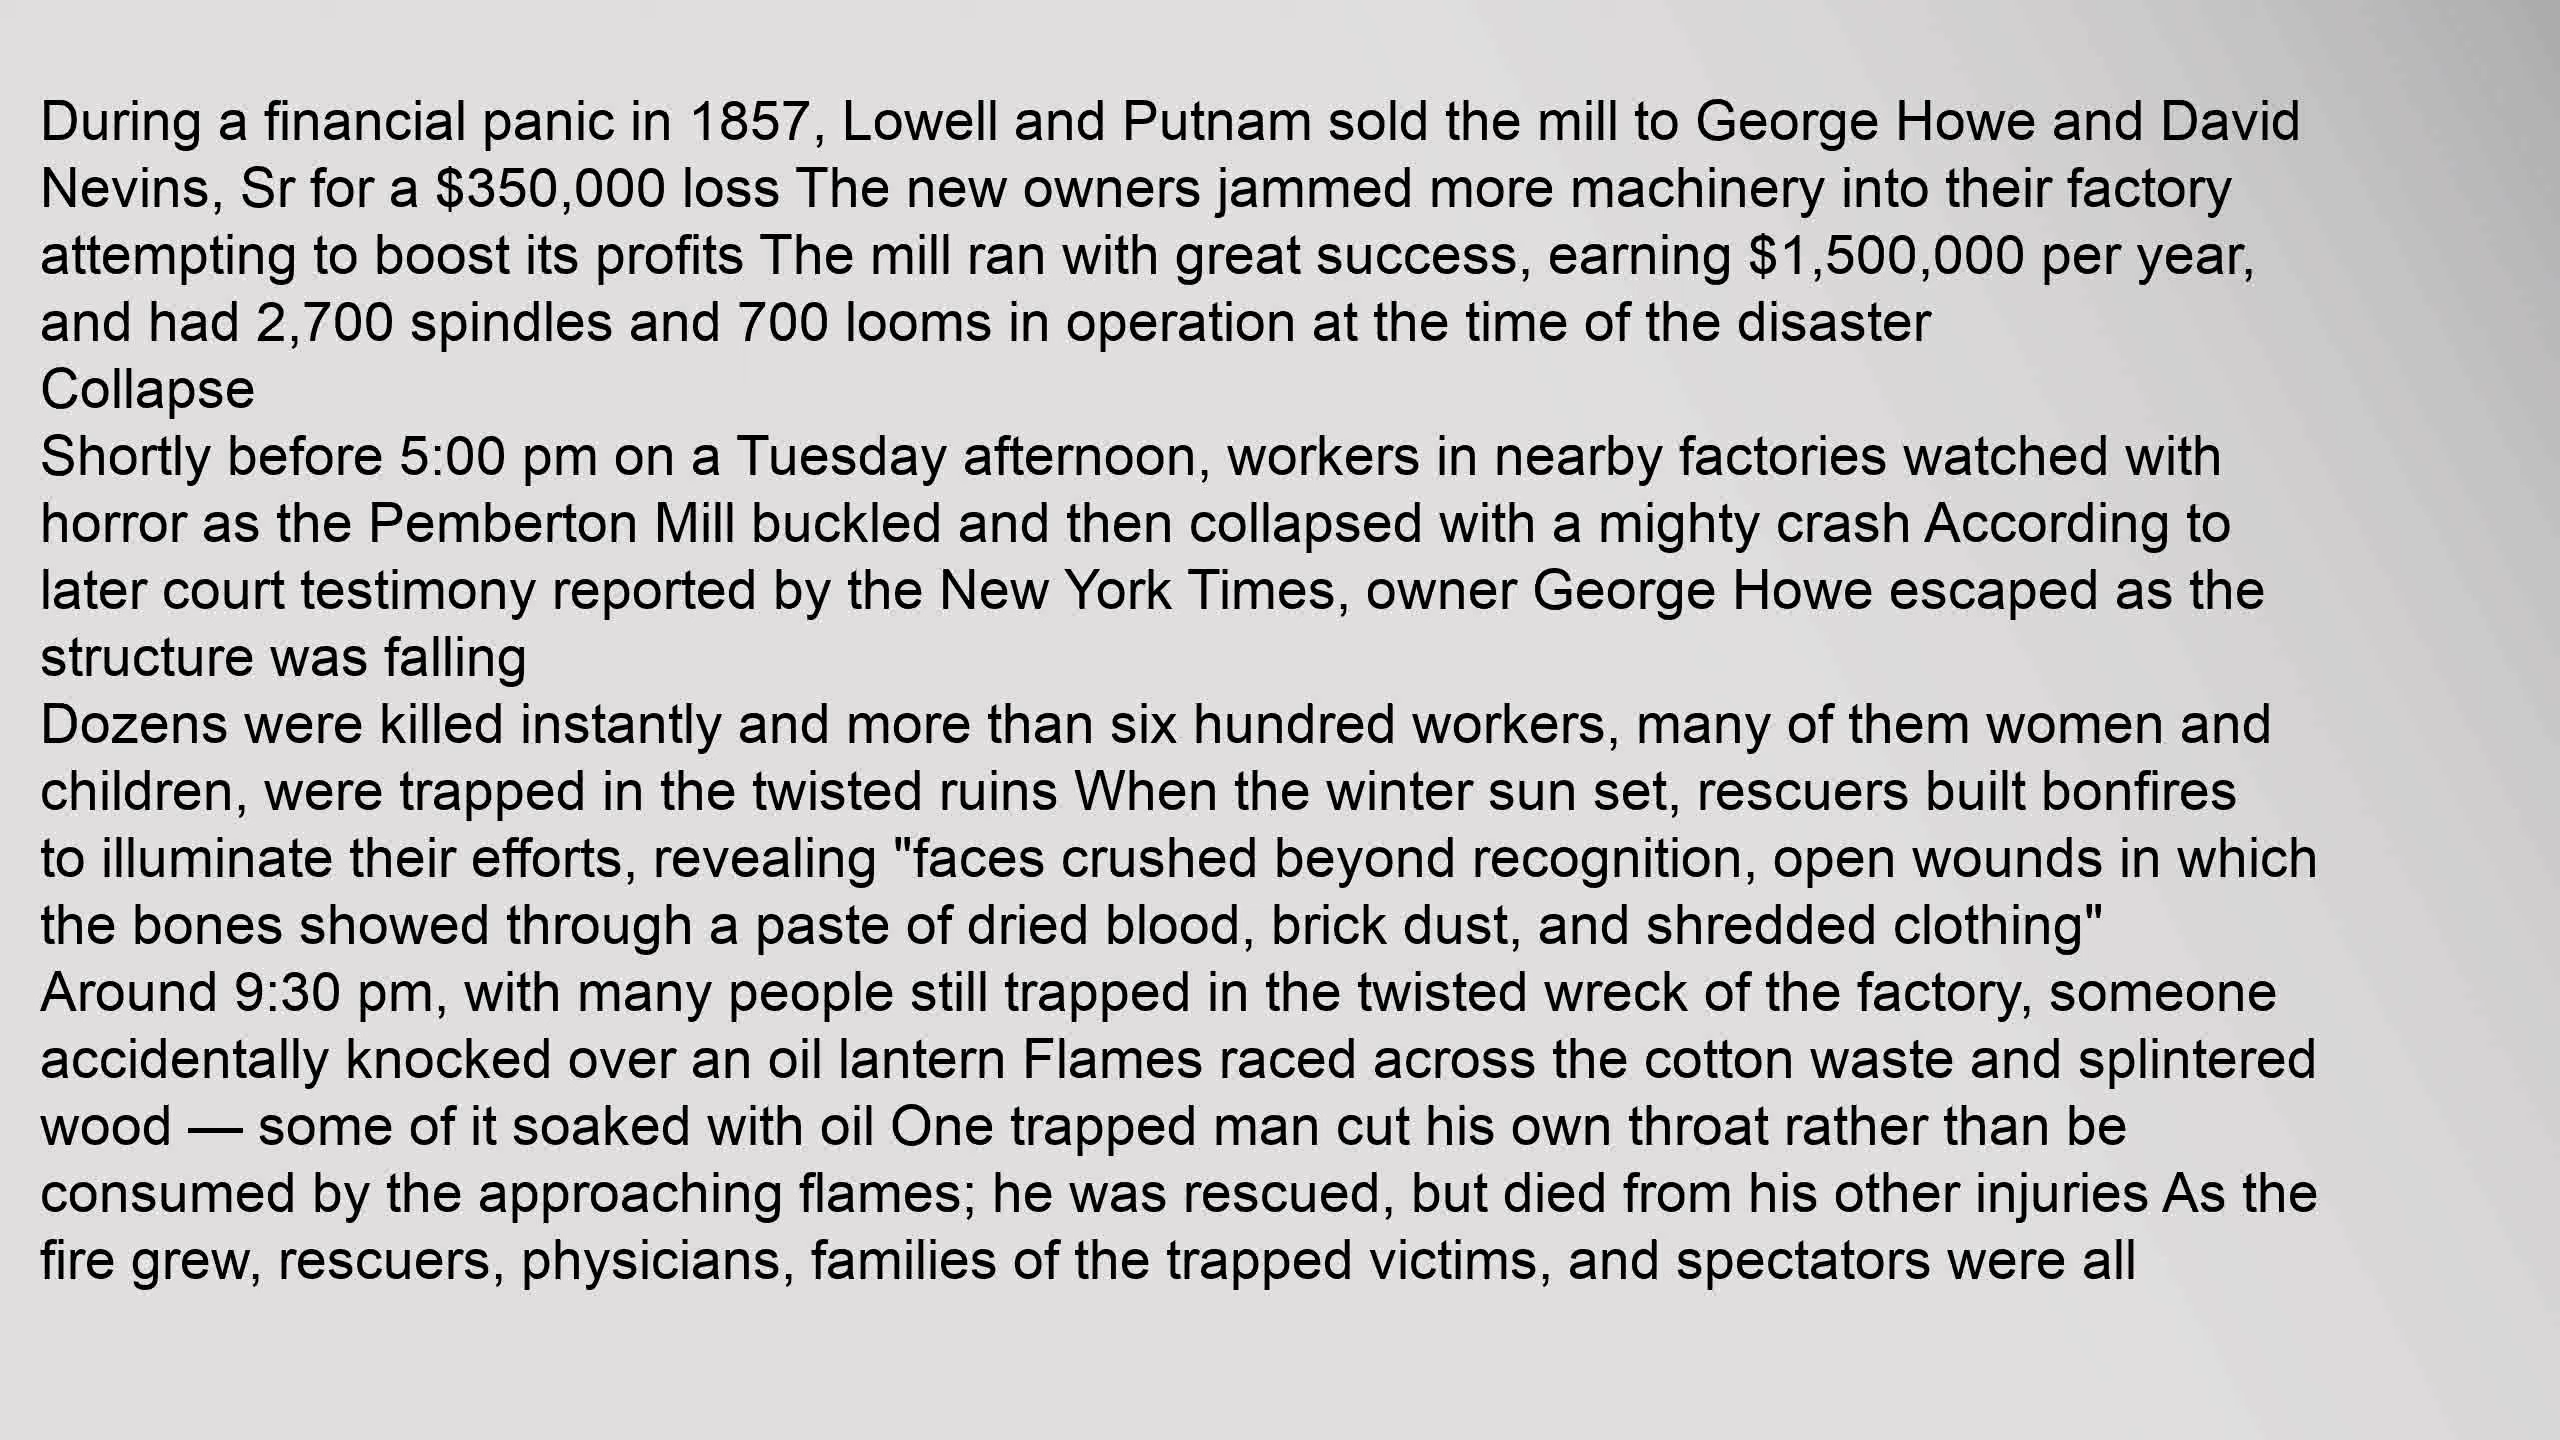 During a financial panic in 1857, Lowell and Putnam sold the mill to George Howe and David
Nevins, Sr for a $350,000 loss The new owners jammed more machinery into their factory
attempting to boost its profits The mill ran with great success, earning $1,500,000 per year,
and had 2,700 spindles and 700 looms in operation at the time of the disaster
Collapse
Shortly before 5:00 pm on a Tuesday afternoon, workers in nearby factories watched with
horror as the Pemberton Mill buckled and then collapsed with a mighty crash According to
later court testimony reported by the New York Times, owner George Howe escaped as the
structure was falling
Dozens were killed instantly and more than six hundred workers, many of them women and
children, were trapped in the twisted ruins When the winter sun set, rescuers built bonfires
to illuminate their efforts, revealing "faces crushed beyond recognition, open wounds in which
the bones showed through a paste of dried blood, brick dust, and shredded clothing"
Around 9:30 pm, with many people still trapped in the twisted wreck of the factory, someone
accidentally knocked over an oil lantern Flames raced across the cotton waste and splintered
wood — some of it soaked with oil One trapped man cut his own throat rather than be
consumed by the approaching flames; he was rescued, but died from his other injuries As the
fire grew, rescuers, physicians, families of the trapped victims, and spectators were all